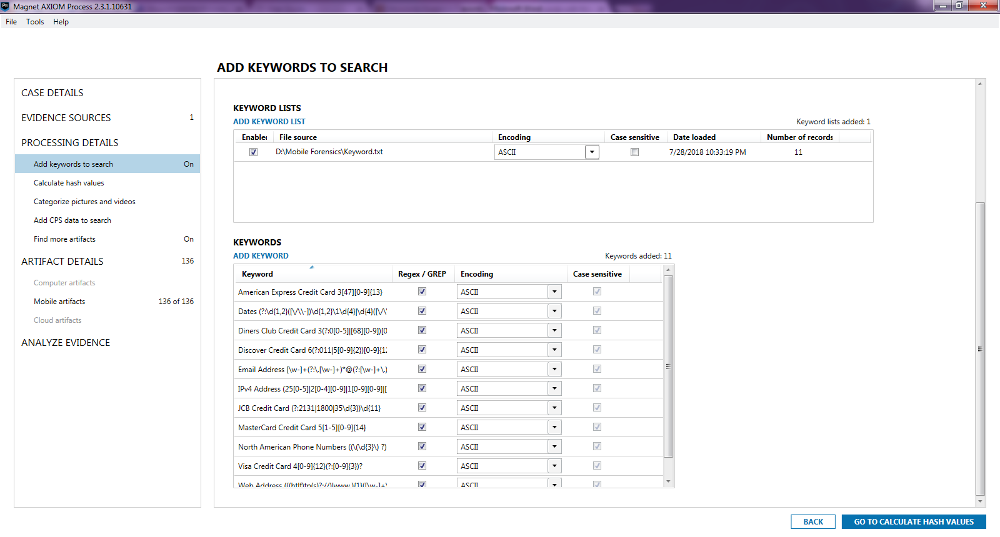 PR Magnet AXIOM Process 2.3.1.10631
File Tools Help
ADD KEYWORDS TO SEARCH
CASE DETAILS
EVIDENCE SOURCES 1
PROCESSING DETAILS
Add keywords to search On
Calculate hash values
Categorize pictures and videos
Add CPS data to search
Find more artifacts On
ARTIFACT DETAILS 136
Computer artifacts
Mobile artifacts 136 of 136
Cloud artifacts
ANALYZE EVIDENCE
KEYWORD LISTS
ADD KEYWORD LIST Keyword lists added: 1
Enabled File source Encoding Case sensitive Date loaded Number of records
D:\Mobile Forensics\Keyword.txt ASCII 7/28/2018 10:33:19 PM 11
KEYWORDS
ADD KEYWORD Keywords added: 11
Keyword Regex / GREP Encoding Case sensitive
American Express Credit Card 3[47][0-9]{13} ASCII
Dates (?:\d{1,2}([\/\\-])\d{1,2}\1\d{4}|\d{4}([\/\ ASCII
Diners Club Credit Card 3(?:0[0-5]|[68][0-9])[0 ASCII
Discover Credit Card 6(?:011|5[0-9]{2})[0-9]{12 ASCII
Email Address [\w-]+(?:\.[\w-]+)*@(?:[\w-]+\.) ASCII
IPv4 Address (25[0-5]|2[0-4][0-9]|1[0-9][0-9]|[ ASCII
JCB Credit Card (?:2131|1800|35\d{3})\d{11} ASCII
MasterCard Credit Card 5[1-5][0-9]{14} ASCII
North American Phone Numbers ((\(\d{3}\) ?) ASCII
Visa Credit Card 4[0-9]{12}(?:[0-9]{3})? ASCII
Web Address (((ht|f)tp(s)?://)|www.){1}([\w-]+\ ASCII
BACK GO TO CALCULATE HASH VALUES